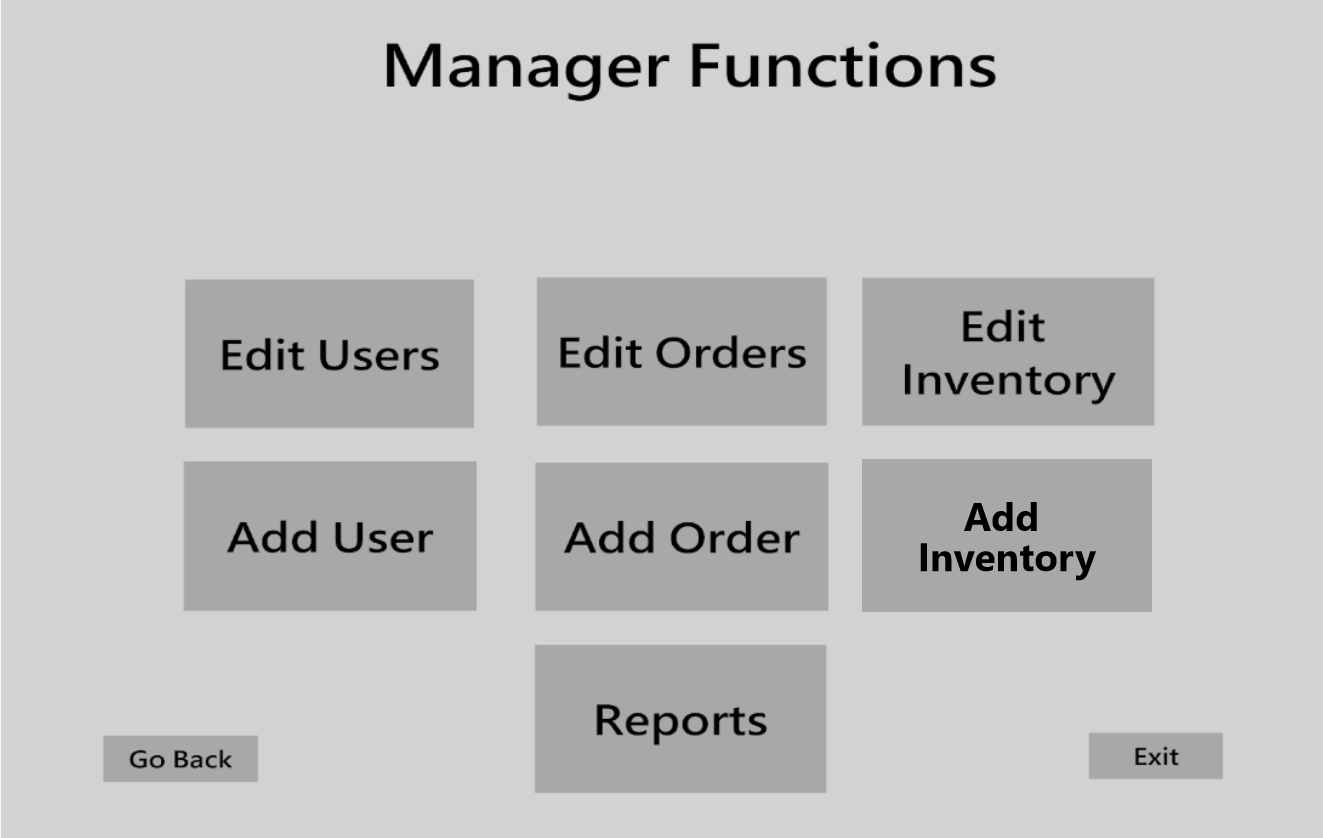 Manager Functions
Edit Users
Edit Orders
Edit
Inventory
Add User
Add Order
Add
Inventory
Reports
Go Back
Exit